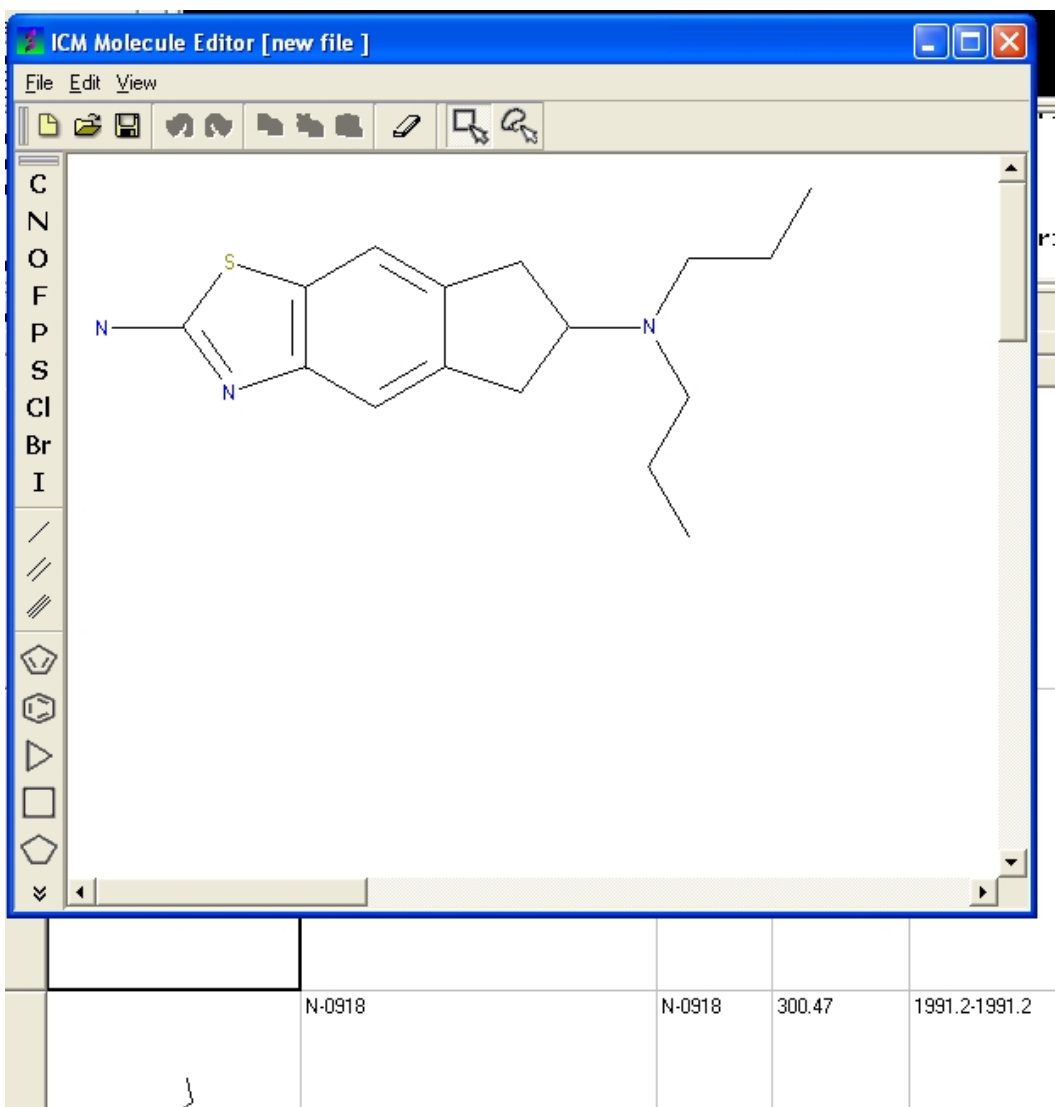 ICM Molecule Editor [new file ]
File Edit View
C
N
O
F
P
S
Cl
Br
I
S
N
N
N
N-0918 N-0918 300.47 1991.2-1991.2